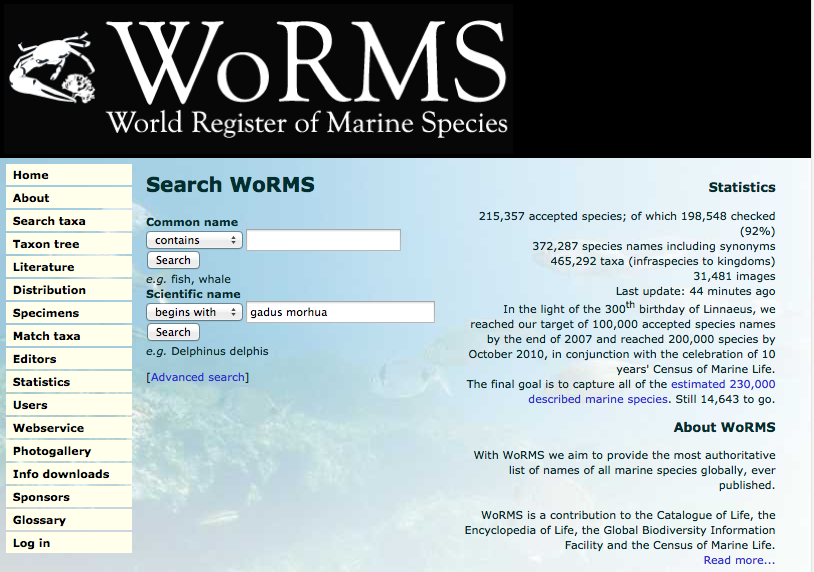 WoRMS
World Register of Marine Species
Home
About
Search taxa
Taxon tree
Literature
Distribution
Specimens
Match taxa
Editors
Statistics
Users
Webservice
Photogallery
Info downloads
Sponsors
Glossary
Log in
Search WoRMS
Common name
contains
Search
e.g. fish, whale
Scientific name
begins with gadus morhua
Search
e.g. Delphinus delphis
[Advanced search]
Statistics
215,357 accepted species; of which 198,548 checked
(92%)
372,287 species names including synonyms
465,292 taxa (infraspecies to kingdoms)
31,481 images
Last update: 44 minutes ago
In the light of the 300th birthday of Linnaeus, we
reached our target of 100,000 accepted species names
by the end of 2007 and reached 200,000 species by
October 2010, in conjunction with the celebration of 10
years' Census of Marine Life.
The final goal is to capture all of the estimated 230,000
described marine species. Still 14,643 to go.
About WoRMS
With WoRMS we aim to provide the most authoritative
list of names of all marine species globally, ever
published.
WoRMS is a contribution to the Catalogue of Life, the
Encyclopedia of Life, the Global Biodiversity Information
Facility and the Census of Marine Life.
Read more...